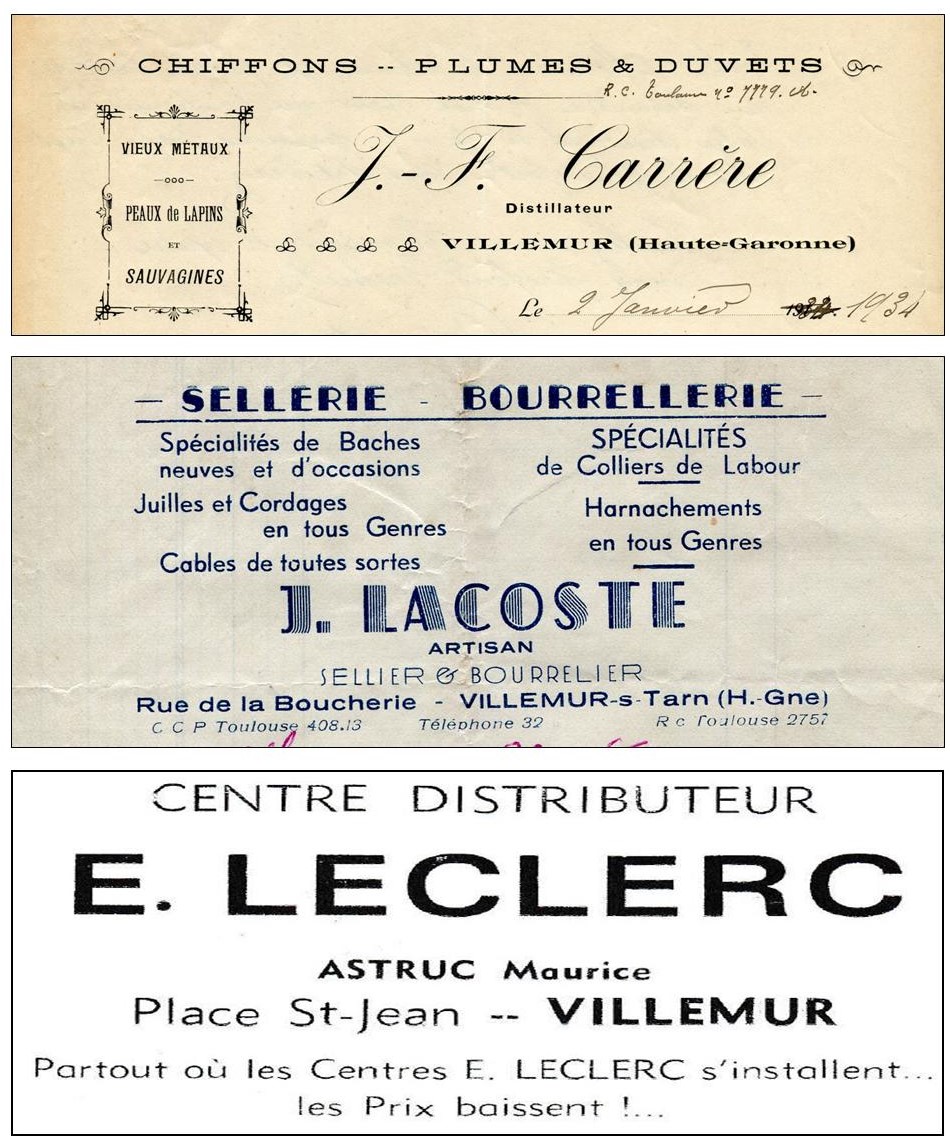 CHIFFONS -- PLUMES & DUVETS
R.C. Toulouse nº 7779. A.
VIEUX MÉTAUX
PEAUX de LAPINS
ET
SAUVAGINES
J.-F. Carrère
Distillateur
VILLEMUR (Haute-Garonne)
Le 2 Janvier 1934
— SELLERIE - BOURRELLERIE —
Spécialités de Baches
neuves et d'occasions
Juilles et Cordages
en tous Genres
Cables de toutes sortes
SPÉCIALITÉS
de Colliers de Labour
Harnachements
en tous Genres
J. LACOSTE
ARTISAN
SELLIER & BOURRELIER
Rue de la Boucherie - VILLEMUR-s-Tarn (H.-Gne)
C C P Toulouse 408.13 Téléphone 32 R c Toulouse 2757
CENTRE DISTRIBUTEUR
E. LECLERC
ASTRUC Maurice
Place St-Jean -- VILLEMUR
Partout où les Centres E. LECLERC s'installent...
les Prix baissent !...